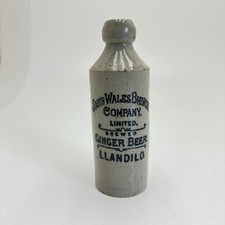 SOUTH WALES BREWERY
COMPANY.
LIMITED.
BREWED
GINGER BEER
LLANDILO.